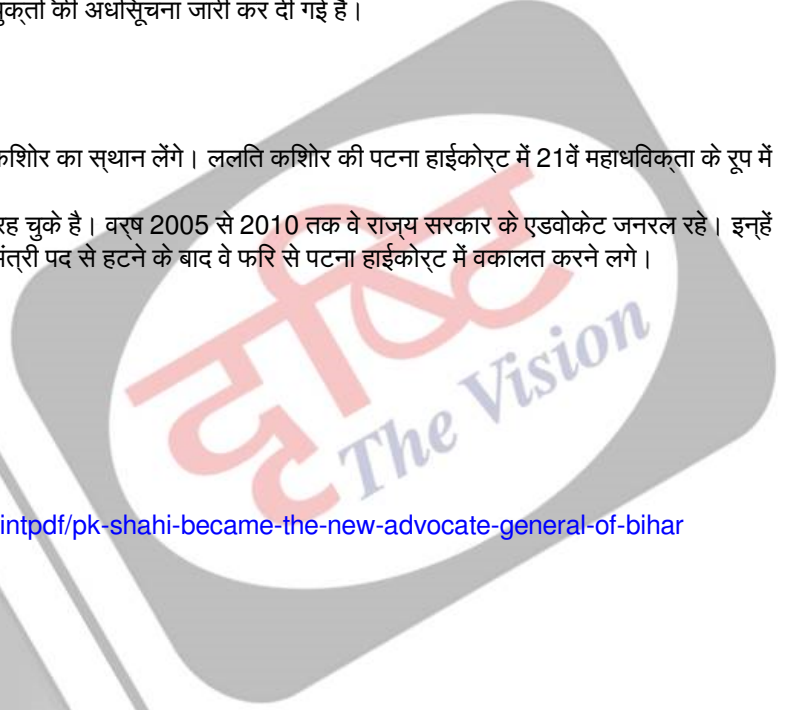 की अधिसूचना जारी कर दी गई है।
किशोर का स्थान लेंगे। ललित किशोर की पटना हाईकोर्ट में 21वें महाधिवक्ता के रूप में
रह चुके है। वर्ष 2005 से 2010 तक वे राज्य सरकार के एडवोकेट जनरल रहे। इन्हें
मंत्री पद से हटने के बाद वे फिर से पटना हाईकोर्ट में वकालत करने लगे।
दृष्टि
The Vision
intpdf/pk-shahi-became-the-new-advocate-general-of-bihar